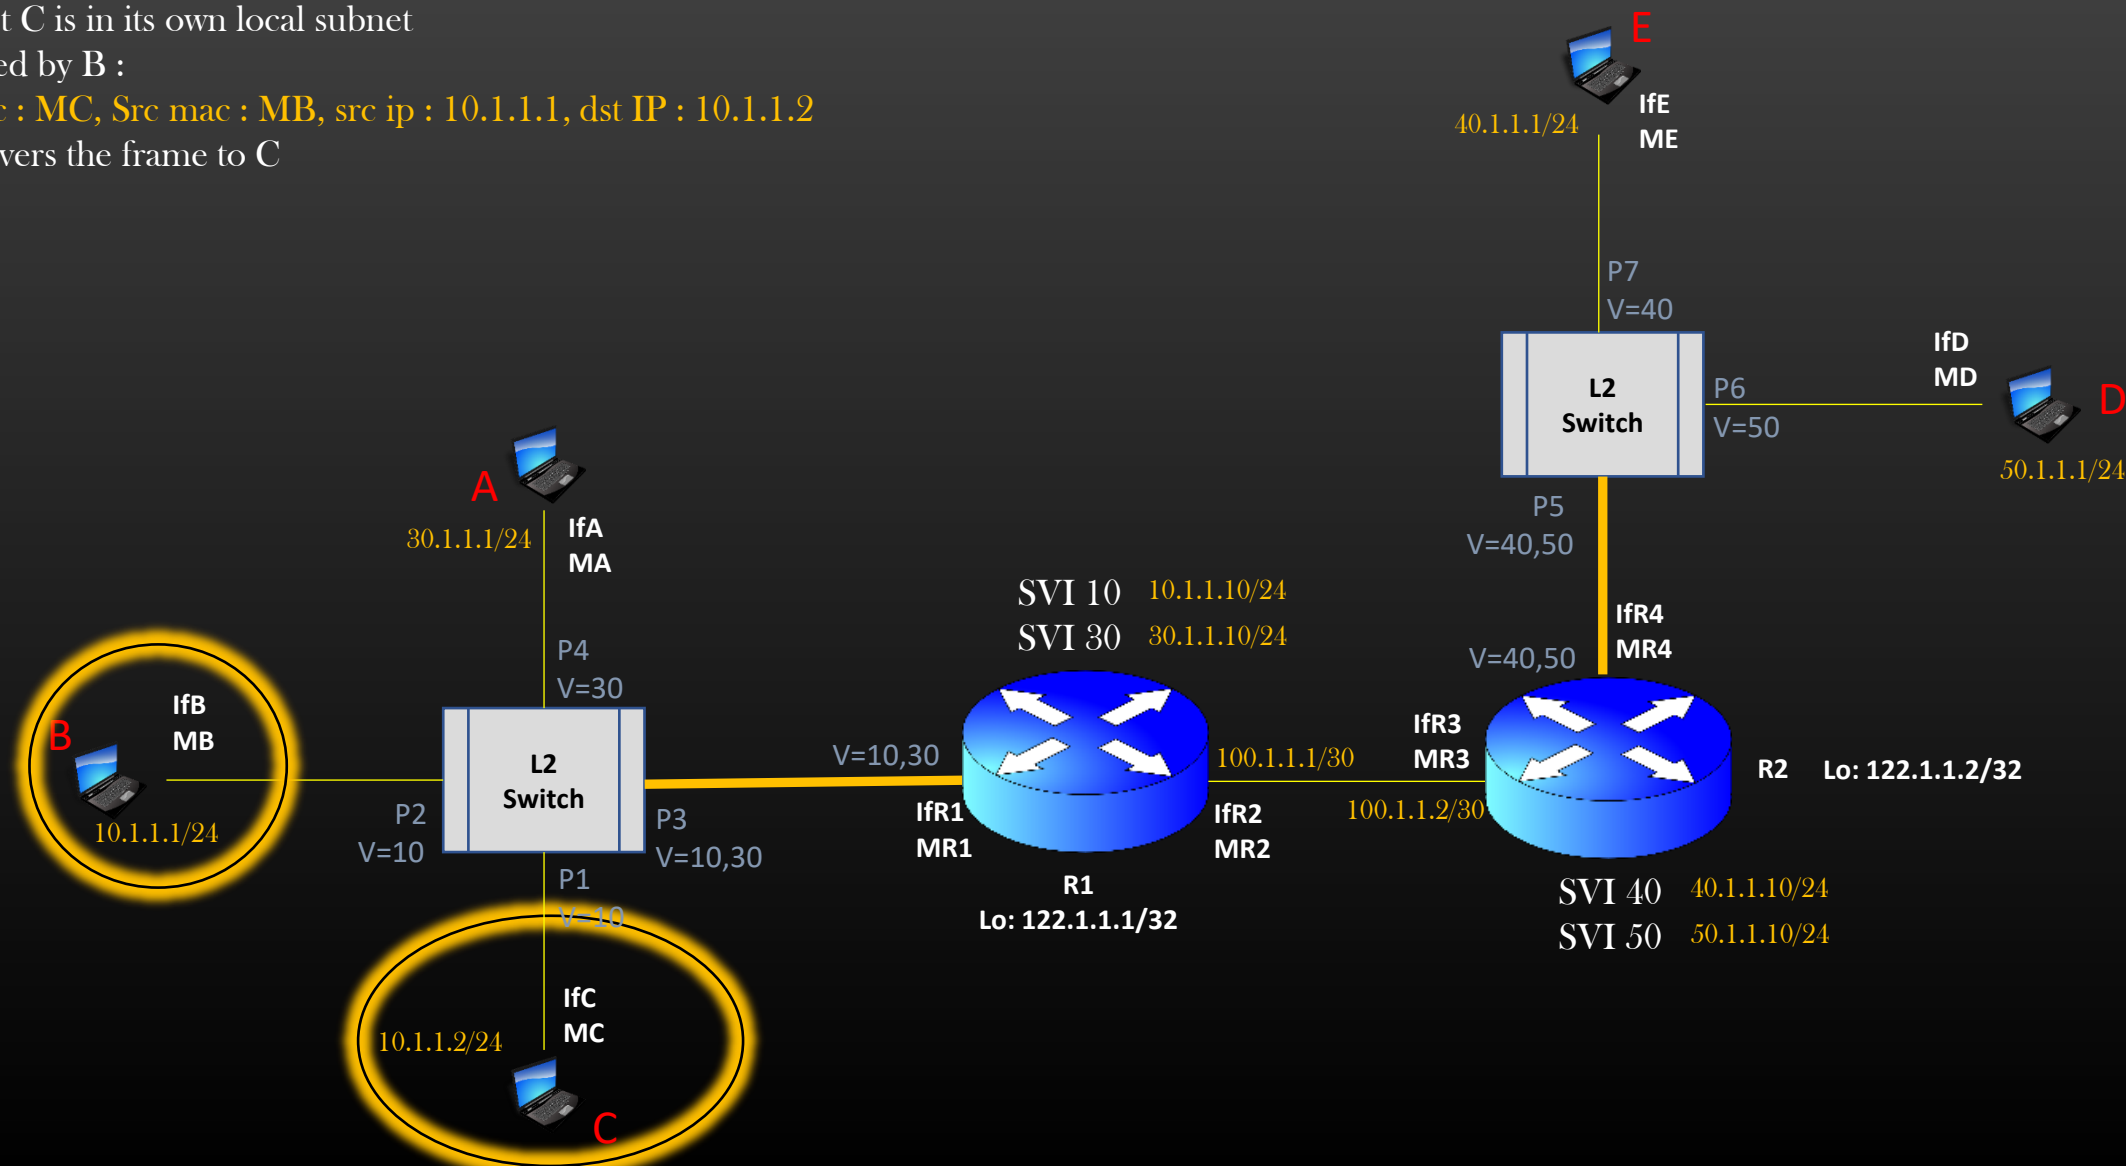 t C is in its own local subnet
ed by B :
c : MC, Src mac : MB, src ip : 10.1.1.1, dst IP : 10.1.1.2
vers the frame to C
E
IfE
ME
40.1.1.1/24
P7
V=40
L2
Switch
IfD
MD
P6
V=50
D
50.1.1.1/24
P5
V=40,50
A
30.1.1.1/24
IfA
MA
P4
V=30
SVI 10 10.1.1.10/24
SVI 30 30.1.1.10/24
IfR4
MR4
V=40,50
B
IfB
MB
10.1.1.1/24
P2
V=10
L2
Switch
P3
V=10,30
V=10,30
IfR1
MR1
100.1.1.1/30
IfR2
MR2
IfR3
MR3
100.1.1.2/30
R2 Lo: 122.1.1.2/32
R1
Lo: 122.1.1.1/32
SVI 40 40.1.1.10/24
SVI 50 50.1.1.10/24
P1
V=10
IfC
MC
10.1.1.2/24
C